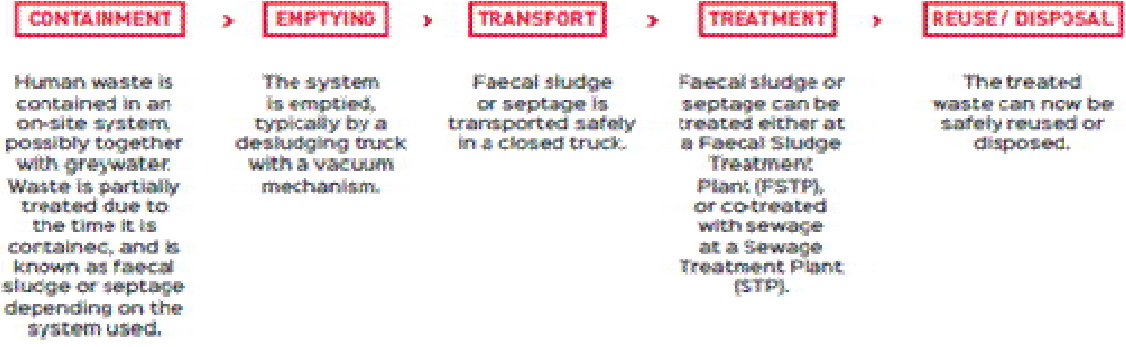 CONTAINMENT > EMPTYING > TRANSPORT > TREATMENT > REUSE / DISPOSAL
Human waste is
contained in an
on-site system,
possibly together
with greywater.
Waste is partially
treated due to
the time it is
contained, and is
known as faecal
sludge or septage
depending on the
system used.
The system
is emptied,
typically by a
desludging truck
with a vacuum
mechanism.
Faecal sludge
or septage is
transported safely
in a closed truck.
Faecal sludge or
septage can be
treated either at
a Faecal Sludge
Treatment
Plant (FSTP),
or co-treated
with sewage
at a Sewage
Treatment Plant
(STP).
The treated
waste can now be
safely reused or
disposed.